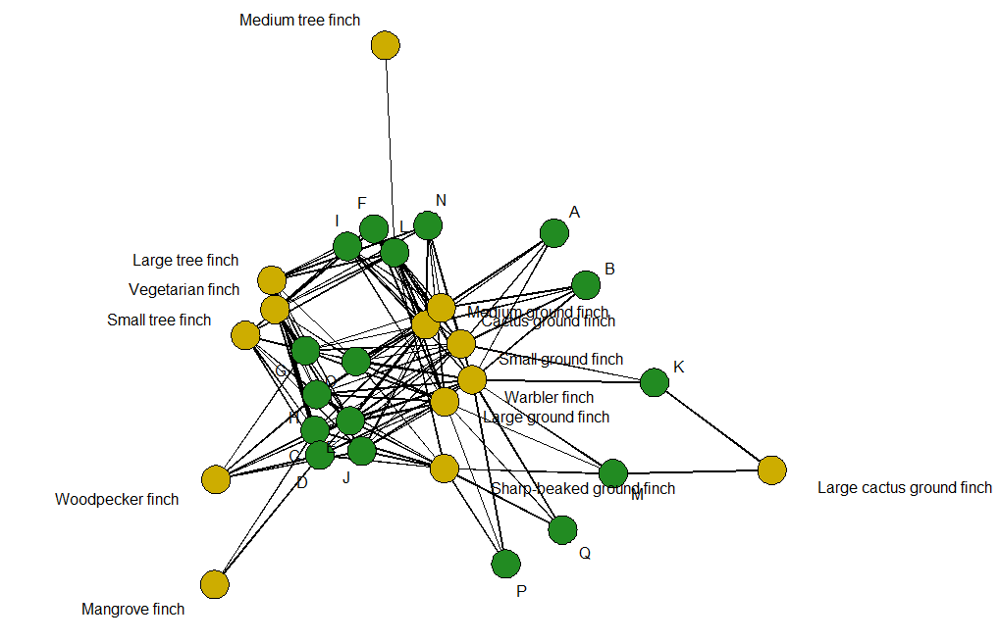 Medium tree finch
F
N
I
L
A
B
Large tree finch
Vegetarian finch
Small tree finch
Medium ground finch
Cactus ground finch
Small ground finch
K
G
O
Warbler finch
Large ground finch
H
E
C
D
J
Woodpecker finch
Sharp-beaked ground finch
M
Large cactus ground finch
Q
P
Mangrove finch